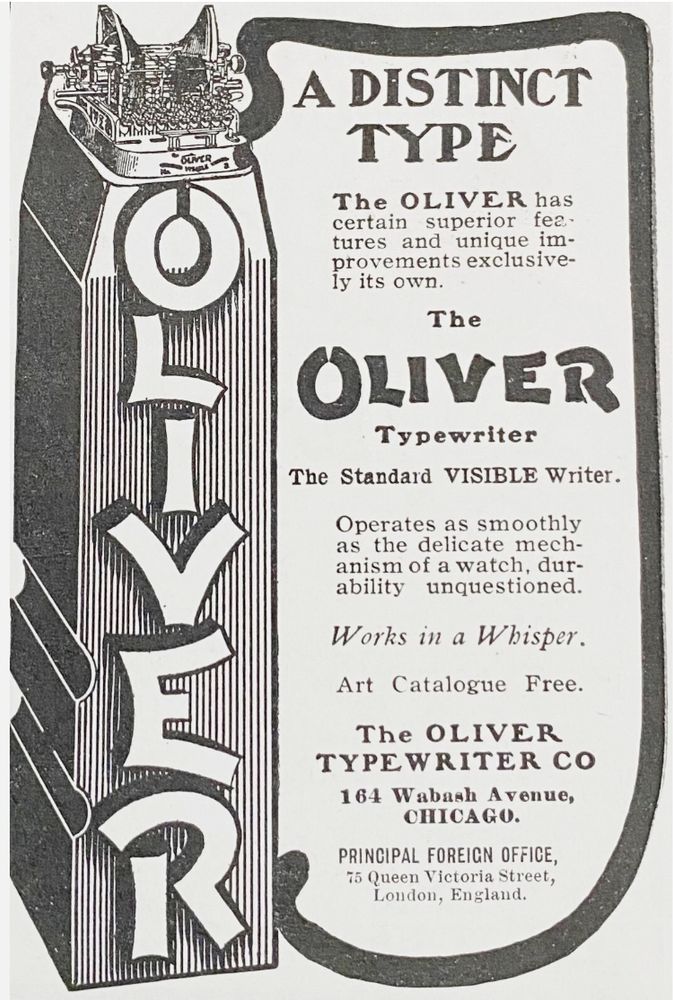 OLIVER
No. 3
OLIVER
A DISTINCT
TYPE
The OLIVER has
certain superior fea-
tures and unique im-
provements exclusive-
ly its own.
The
OLIVER
Typewriter
The Standard VISIBLE Writer.
Operates as smoothly
as the delicate mech-
anism of a watch, dur-
ability unquestioned.
Works in a Whisper.
Art Catalogue Free.
The OLIVER
TYPEWRITER CO
164 Wabash Avenue,
CHICAGO.
PRINCIPAL FOREIGN OFFICE,
75 Queen Victoria Street,
London, England.